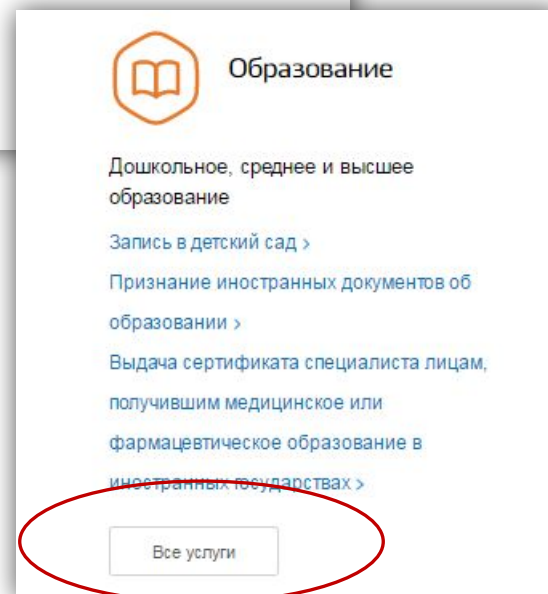 Образование
Дошкольное, среднее и высшее
образование
Запись в детский сад >
Признание иностранных документов об
образовании >
Выдача сертификата специалиста лицам,
получившим медицинское или
фармацевтическое образование в
иностранных государствах >
Все услуги